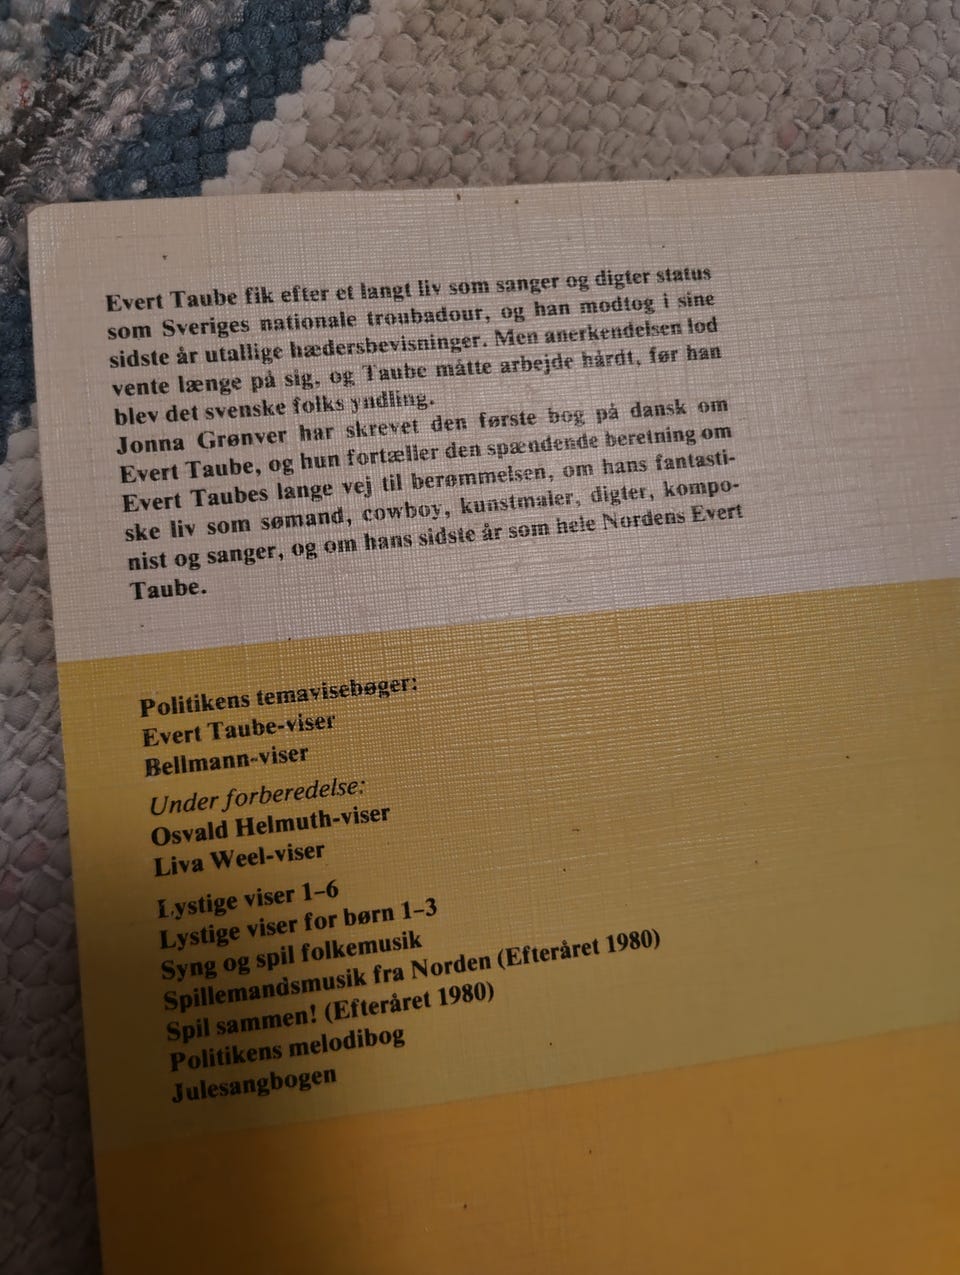 Evert Taube fik efter et langt liv som sanger og digter status
som Sveriges nationale troubadour, og han modtog i sine
sidste år utallige hædersbevisninger. Men anerkendelsen lod
vente længe på sig, og Taube måtte arbejde hårdt, før han
blev det svenske folks yndling.
Jonna Grønver har skrevet den første bog på dansk om
Evert Taube, og hun fortæller den spændende beretning om
Evert Taubes lange vej til berømmelsen, om hans fantasti-
ske liv som sømand, cowboy, kunstmaler, digter, kompo-
nist og sanger, og om hans sidste år som hele Nordens Evert
Taube.
Politikens temavisebøger:
Evert Taube-viser
Bellmann-viser
Under forberedelse:
Osvald Helmuth-viser
Liva Weel-viser
Lystige viser 1–6
Lystige viser for børn 1–3
Syng og spil folkemusik
Spillemandsmusik fra Norden (Efteråret 1980)
Spil sammen! (Efteråret 1980)
Politikens melodibog
Julesangbogen